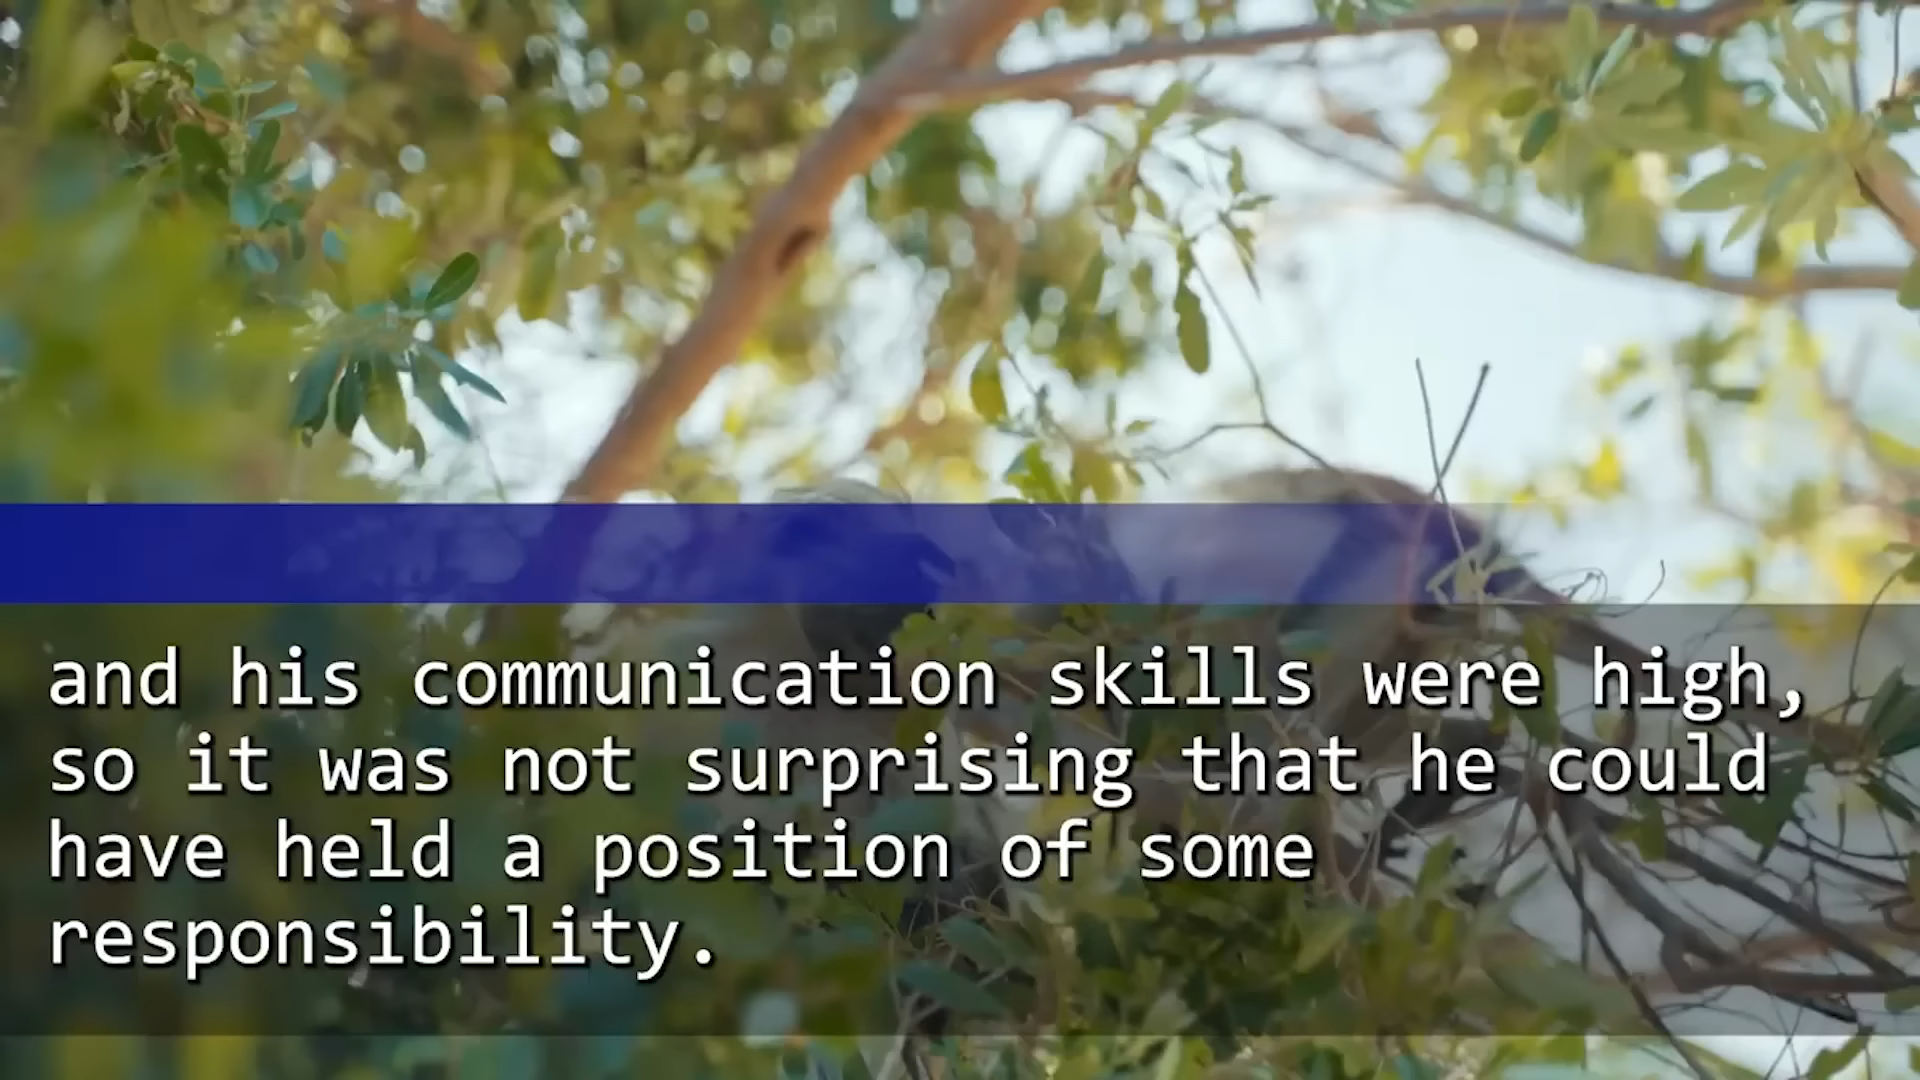 and his communication skills were high,
so it was not surprising that he could
have held a position of some
responsibility.